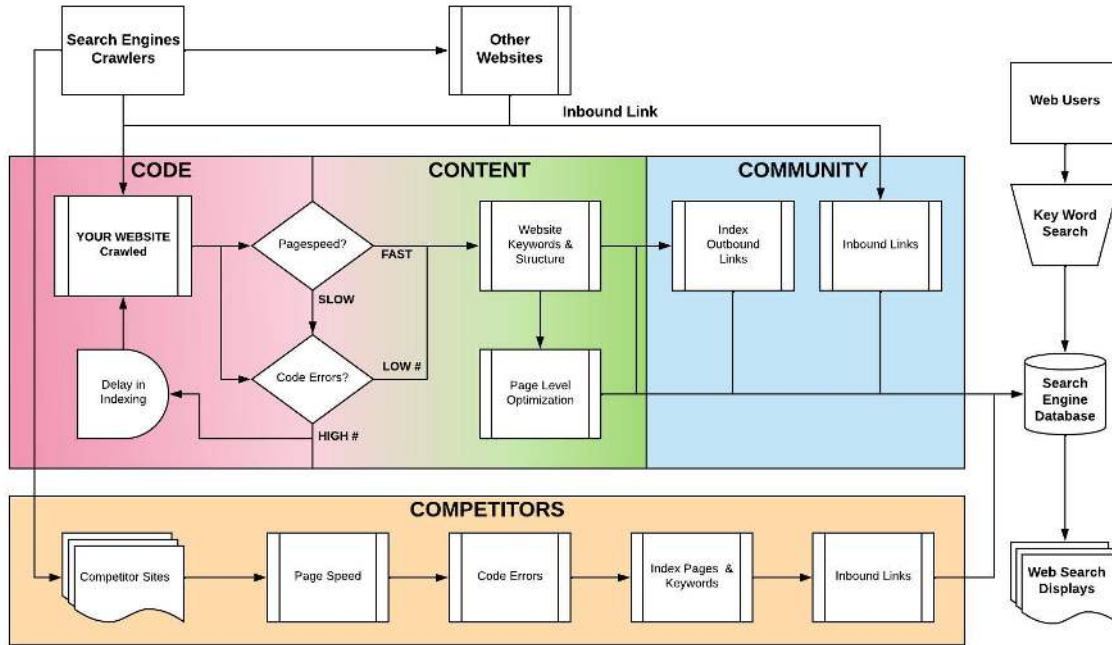 Search Engines
Crawlers
Other
Websites
Web Users
Inbound Link
CODE
CONTENT
COMMUNITY
YOUR WEBSITE
Crawled
Pagespeed?
FAST
Website
Keywords &
Structure
Index
Outbound
Links
Inbound Links
Key Word
Search
SLOW
Delay in
Indexing
Code Errors?
LOW #
Page Level
Optimization
Search
Engine
Database
HIGH #
COMPETITORS
Competitor Sites
Page Speed
Code Errors
Index Pages &
Keywords
Inbound Links
Web Search
Displays